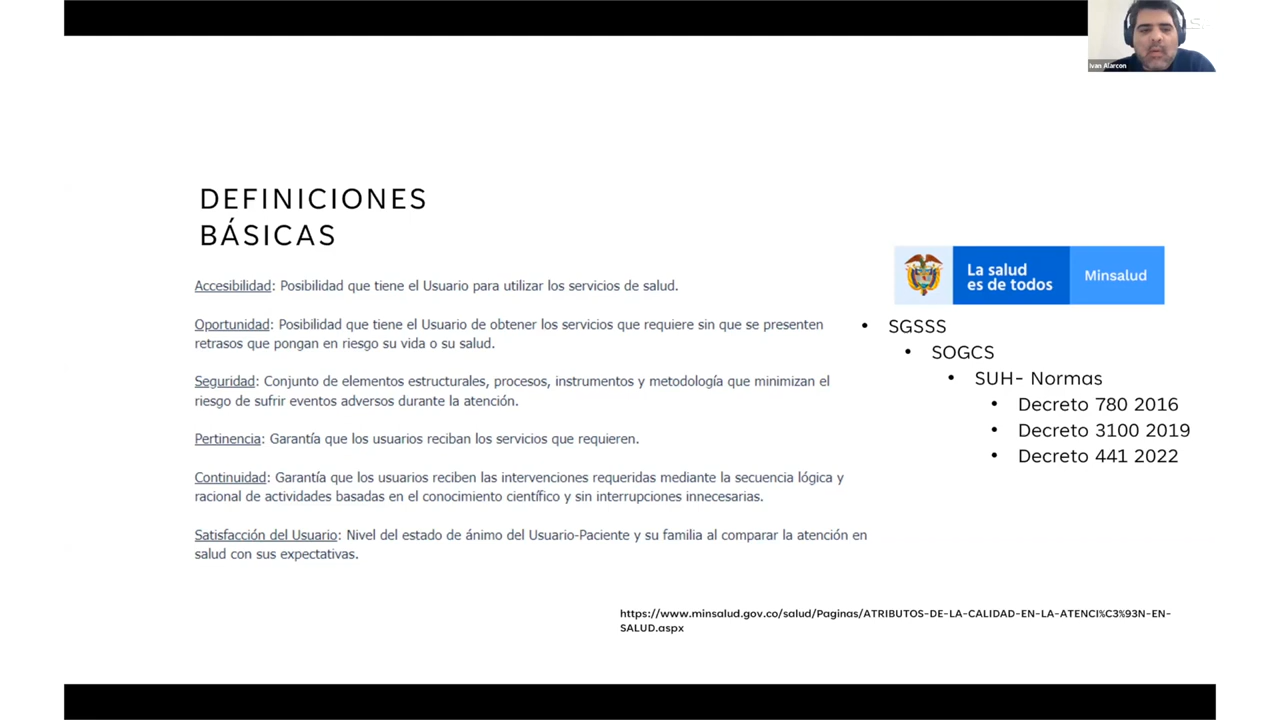 Ivan Alarcon
DEFINICIONES
BÁSICAS
Accesibilidad: Posibilidad que tiene el Usuario para utilizar los servicios de salud.
Oportunidad: Posibilidad que tiene el Usuario de obtener los servicios que requiere sin que se presenten
retrasos que pongan en riesgo su vida o su salud.
Seguridad: Conjunto de elementos estructurales, procesos, instrumentos y metodología que minimizan el
riesgo de sufrir eventos adversos durante la atención.
Pertinencia: Garantía que los usuarios reciban los servicios que requieren.
Continuidad: Garantía que los usuarios reciben las intervenciones requeridas mediante la secuencia lógica y
racional de actividades basadas en el conocimiento científico y sin interrupciones innecesarias.
Satisfacción del Usuario: Nivel del estado de ánimo del Usuario-Paciente y su familia al comparar la atención en
salud con sus expectativas.
La salud
es de todos
Minsalud
• SGSSS
• SOGCS
• SUH- Normas
• Decreto 780 2016
• Decreto 3100 2019
• Decreto 441 2022
https://www.minsalud.gov.co/salud/Paginas/ATRIBUTOS-DE-LA-CALIDAD-EN-LA-ATENCI%C3%93N-EN-
SALUD.aspx